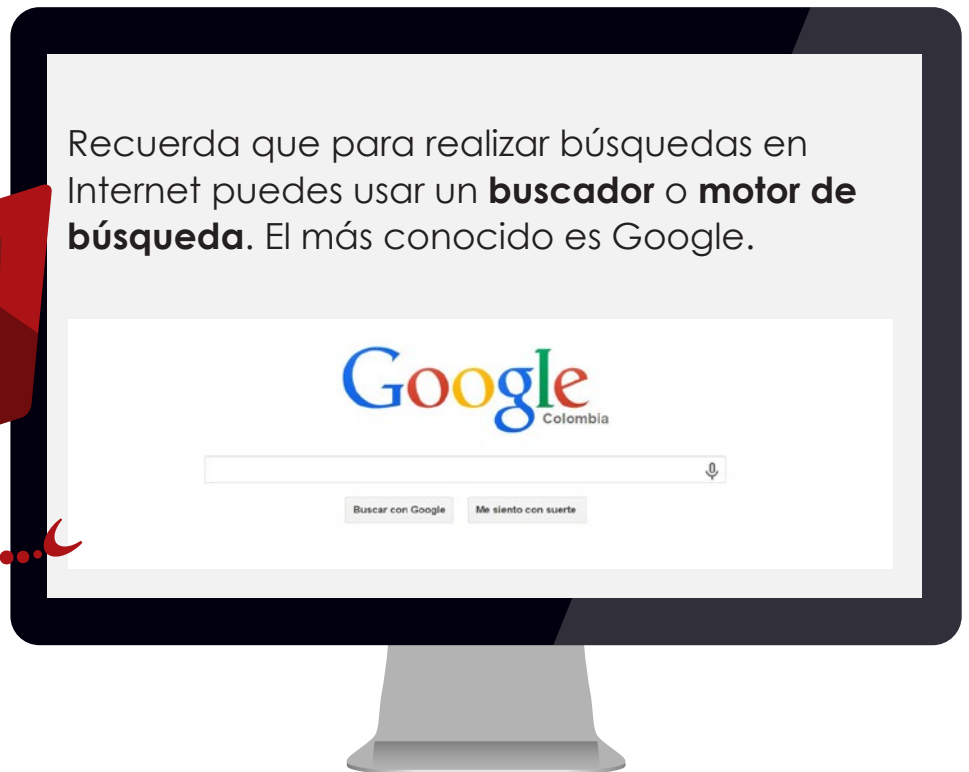 Recuerda que para realizar búsquedas en
Internet puedes usar un buscador o motor de
búsqueda. El más conocido es Google.
Google
Colombia
Buscar con Google Me siento con suerte